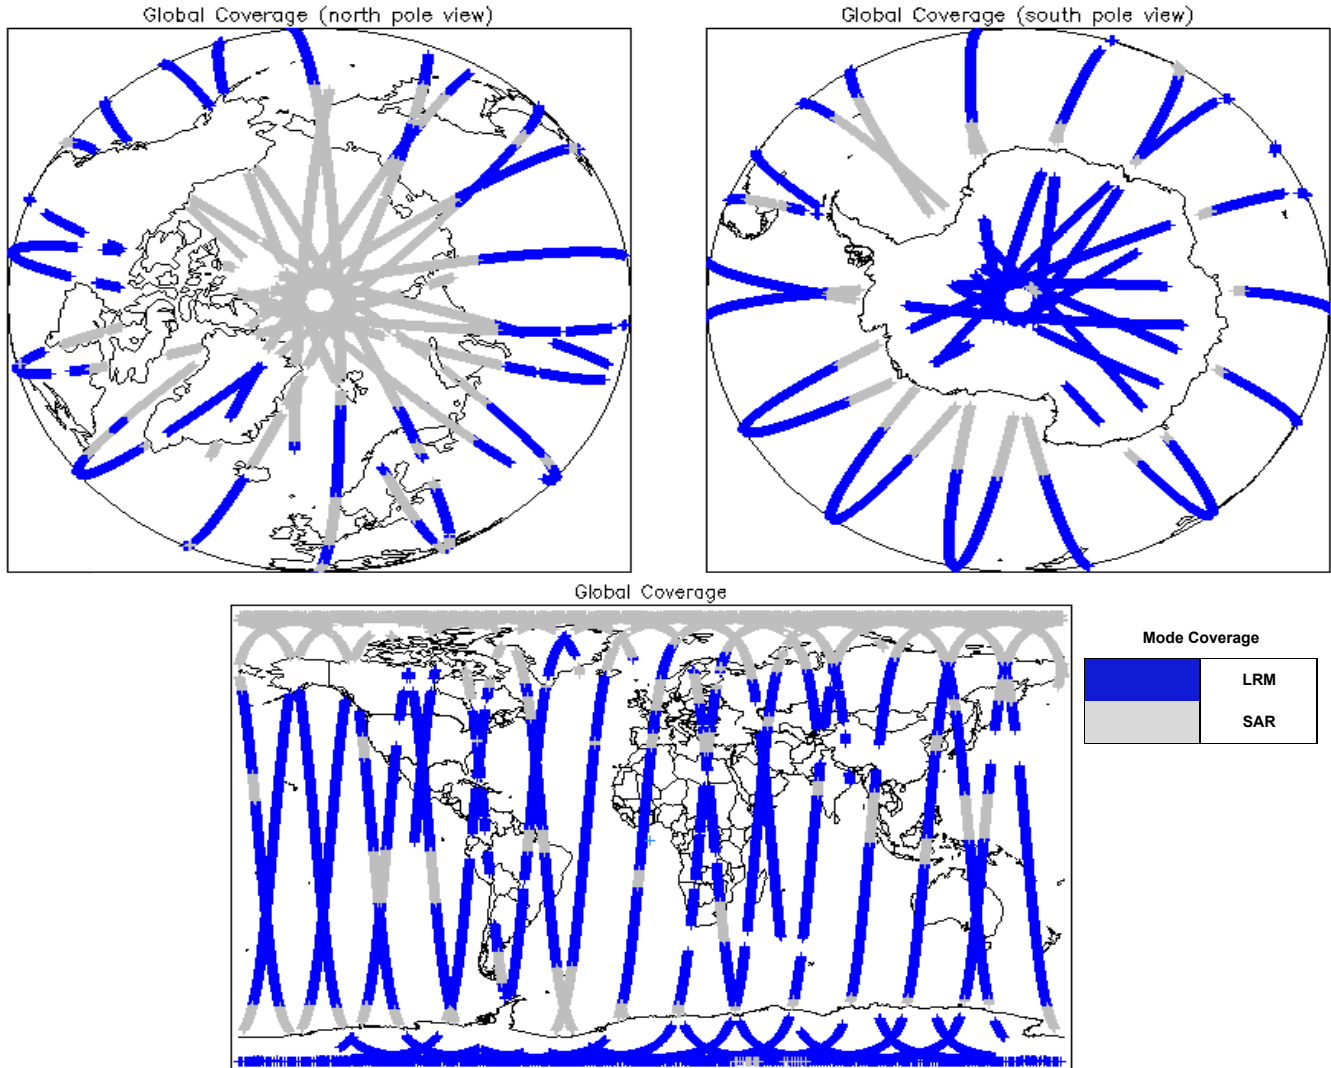 Global Coverage (north pole view)
Global Coverage (south pole view)
Global Coverage
Mode Coverage
LRM
SAR